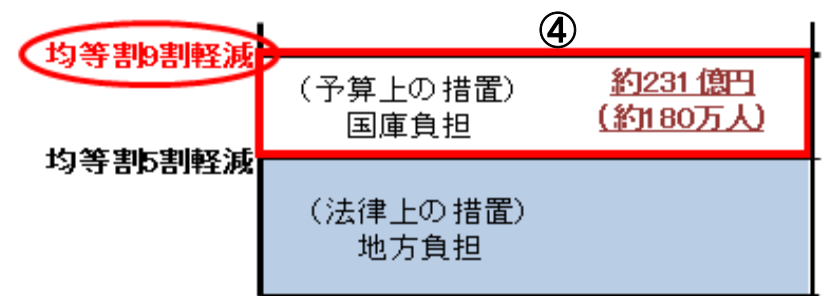 ④
均等割9割軽減
(予算上の措置)
国庫負担
約231億円
(約180万人)
均等割5割軽減
(法律上の措置)
地方負担